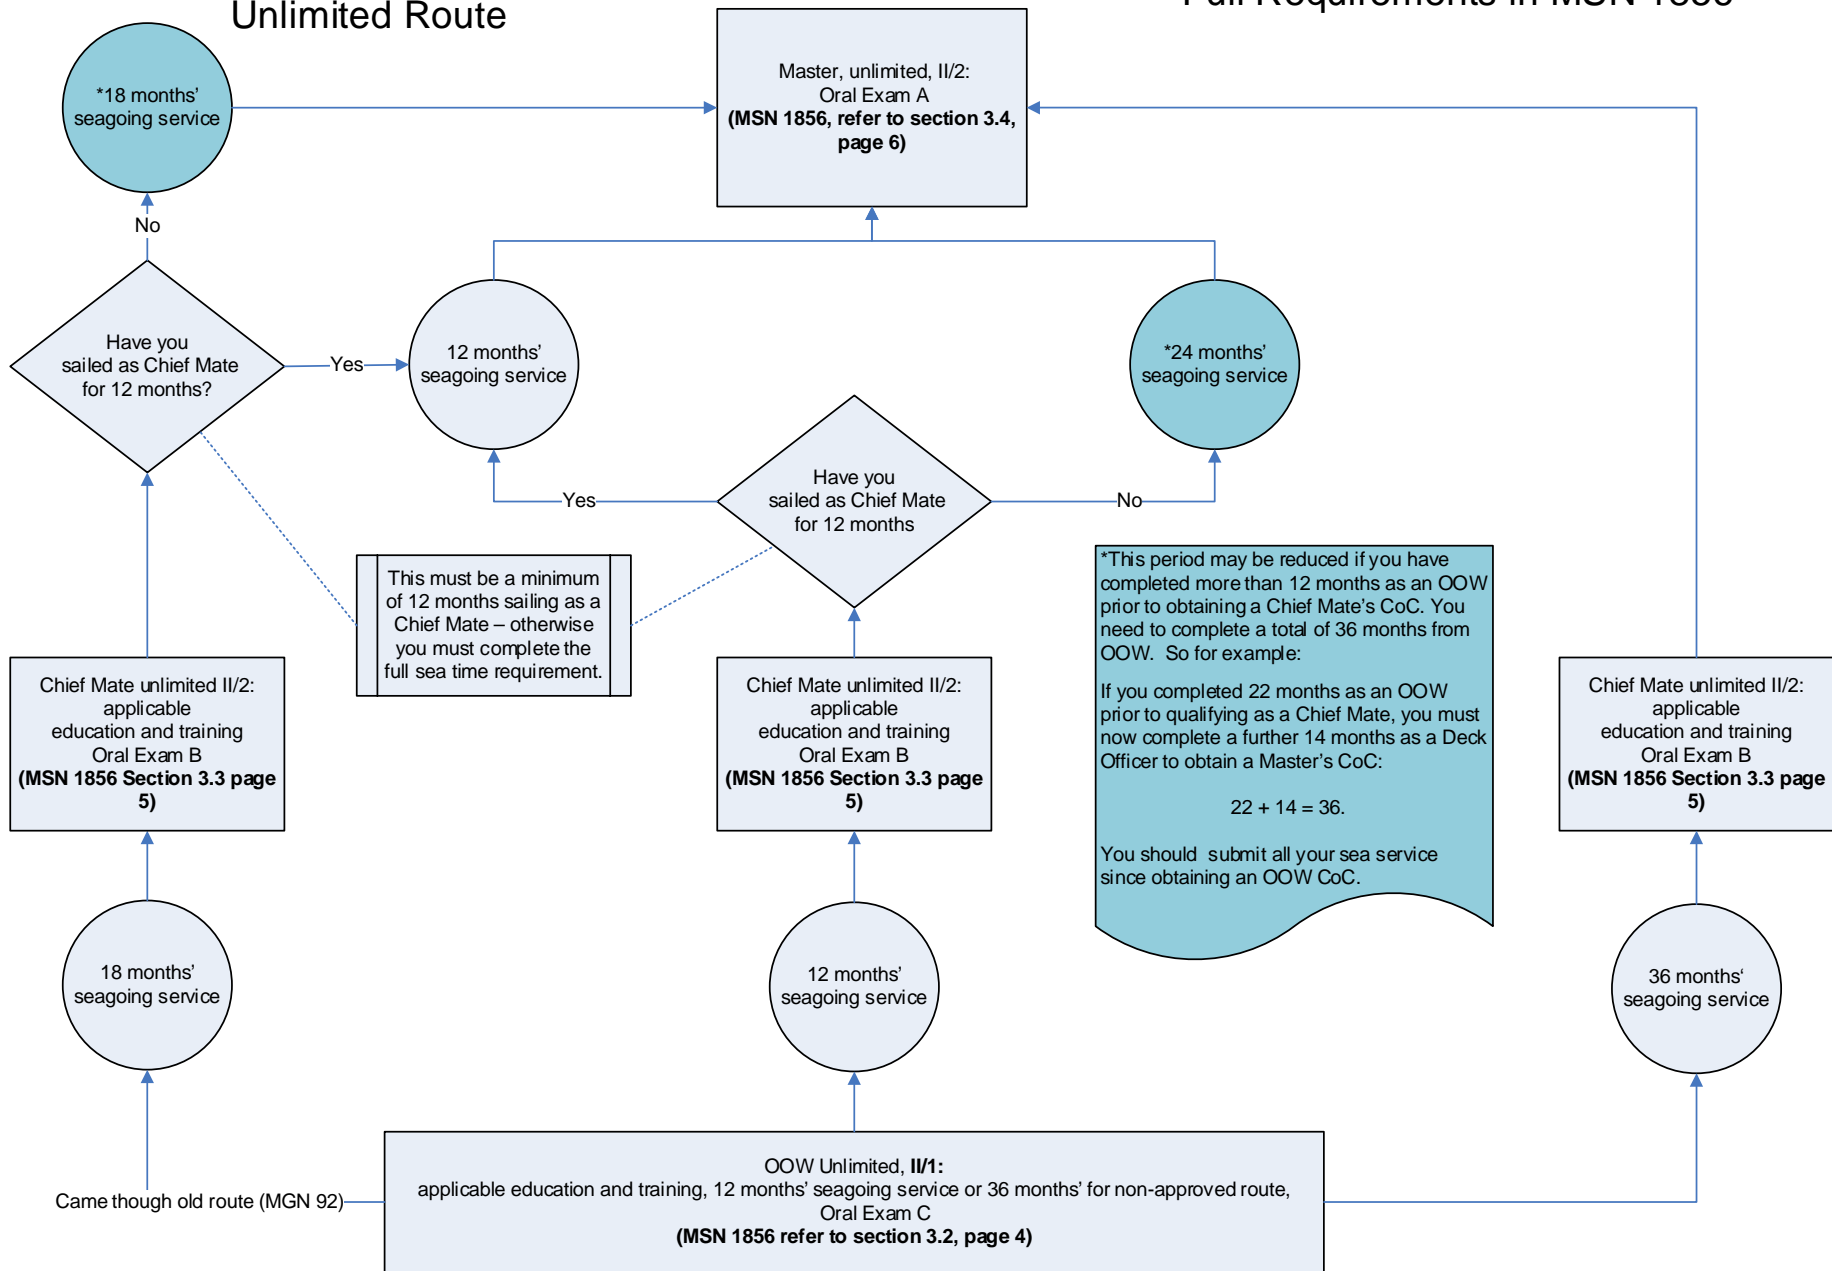 Unlimited Route
Full Requirements in MSN 1856
*18 months’
seagoing service
Master, unlimited, II/2:
Oral Exam A
(MSN 1856, refer to section 3.4,
page 6)
No
Have you
sailed as Chief Mate
for 12 months?
Yes
12 months’
seagoing service
*24 months’
seagoing service
Have you
sailed as Chief Mate
for 12 months
Yes
No
This must be a minimum
of 12 months sailing as a
Chief Mate – otherwise
you must complete the
full sea time requirement.
*This period may be reduced if you have
completed more than 12 months as an OOW
prior to obtaining a Chief Mate’s CoC. You
need to complete a total of 36 months from
OOW. So for example:
If you completed 22 months as an OOW
prior to qualifying as a Chief Mate, you must
now complete a further 14 months as a Deck
Officer to obtain a Master’s CoC:
22 + 14 = 36.
You should submit all your sea service
since obtaining an OOW CoC.
Chief Mate unlimited II/2:
applicable
education and training
Oral Exam B
(MSN 1856 Section 3.3 page
5)
Chief Mate unlimited II/2:
applicable
education and training
Oral Exam B
(MSN 1856 Section 3.3 page
5)
Chief Mate unlimited II/2:
applicable
education and training
Oral Exam B
(MSN 1856 Section 3.3 page
5)
18 months’
seagoing service
12 months’
seagoing service
36 months‘
seagoing service
Came though old route (MGN 92)
OOW Unlimited, II/1:
applicable education and training, 12 months’ seagoing service or 36 months’ for non-approved route,
Oral Exam C
(MSN 1856 refer to section 3.2, page 4)